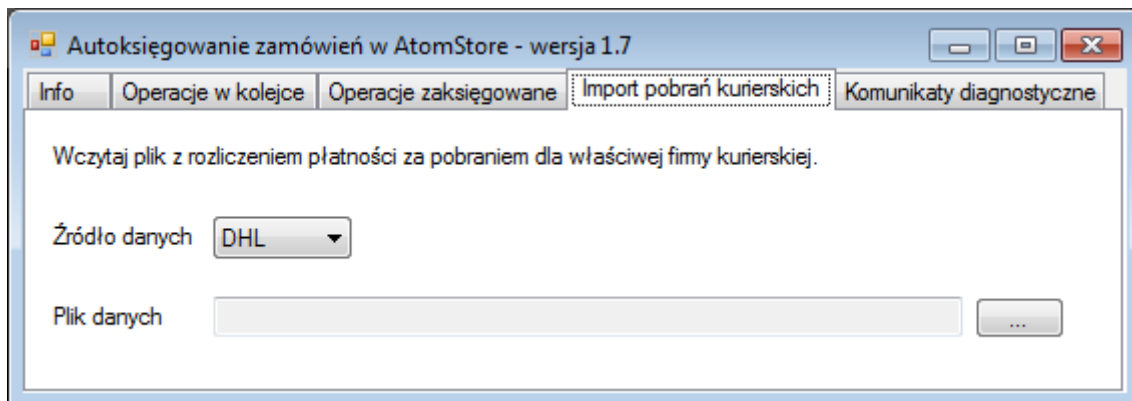 Autoksięgowanie zamówień w AtomStore - wersja 1.7
Info Operacje w kolejce Operacje zaksięgowane Import pobrań kurierskich Komunikaty diagnostyczne
Wczytaj plik z rozliczeniem płatności za pobraniem dla właściwej firmy kurierskiej.
Źródło danych DHL
Plik danych ...